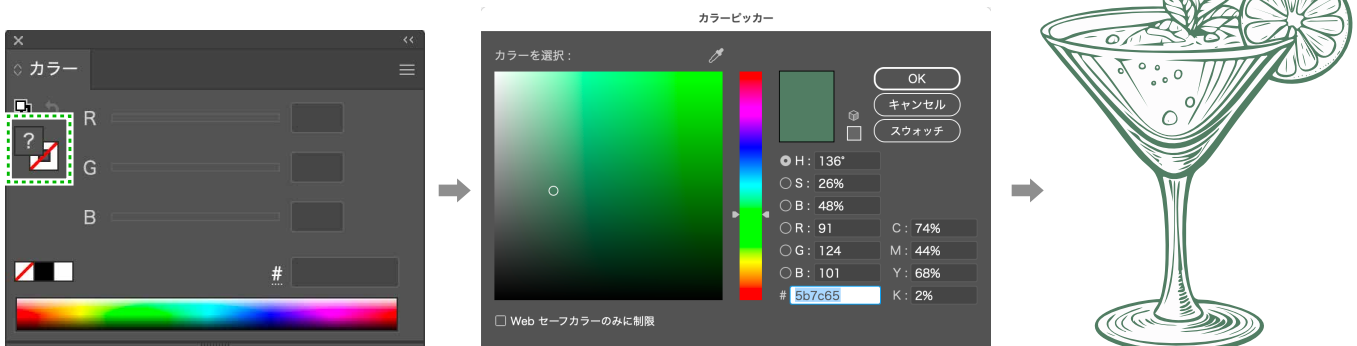 カラー
R
?
G
B
#
カラーピッカー
カラーを選択 :
OK
キャンセル
スウォッチ
H : 136°
S : 26%
B : 48%
R : 91
C : 74%
G : 124
M : 44%
B : 101
Y : 68%
# 5b7c65
K : 2%
Web セーフカラーのみに制限